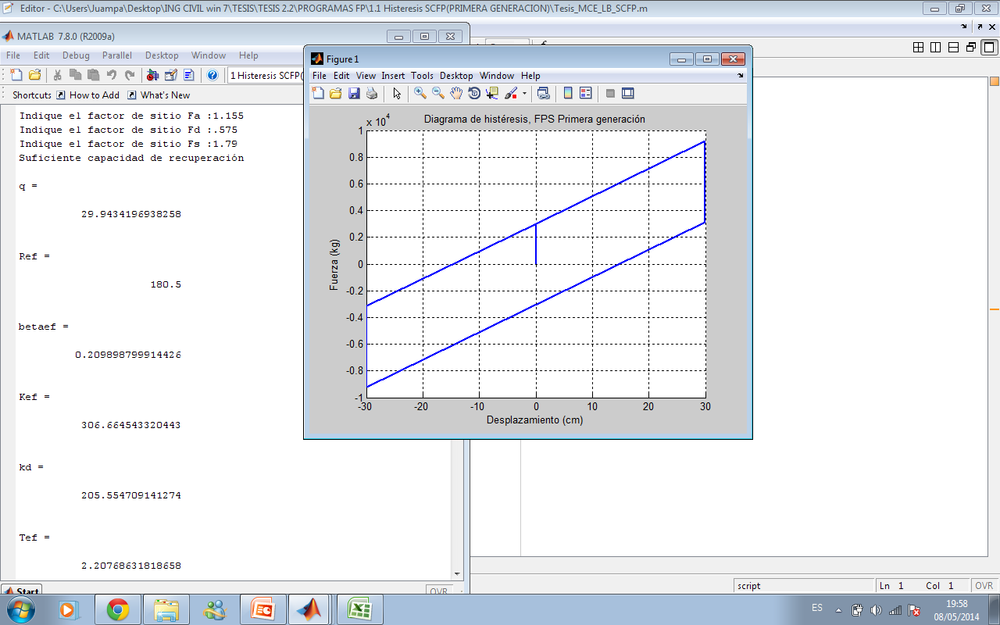 Editor - C:\Users\Juampa\Desktop\ING CIVIL win 7\TESIS\TESIS 2.2\PROGRAMAS FP\1.1 Histeresis SCFP(PRIMERA GENERACION)\Tesis_MCE_LB_SCFP.m
MATLAB 7.8.0 (R2009a)
File Edit Debug Parallel Desktop Window Help
1 Histeresis SCFP(
Shortcuts How to Add What's New
Indique el factor de sitio Fa :1.155
Indique el factor de sitio Fd :.575
Indique el factor de sitio Fs :1.79
Suficiente capacidad de recuperación
q =
29.9434196938258
Ref =
180.5
betaef =
0.209898799914426
Kef =
306.664543320443
kd =
205.554709141274
Tef =
2.20768631818658
Start
OVR
Figure 1
File Edit View Insert Tools Desktop Window Help
x 10^4
Diagrama de histéresis, FPS Primera generación
1
0.8
0.6
0.4
0.2
0
-0.2
-0.4
-0.6
-0.8
-1
Fuerza (kg)
-30 -20 -10 0 10 20 30
Desplazamiento (cm)
script
Ln 1 Col 1
OVR
ES
19:58
08/05/2014